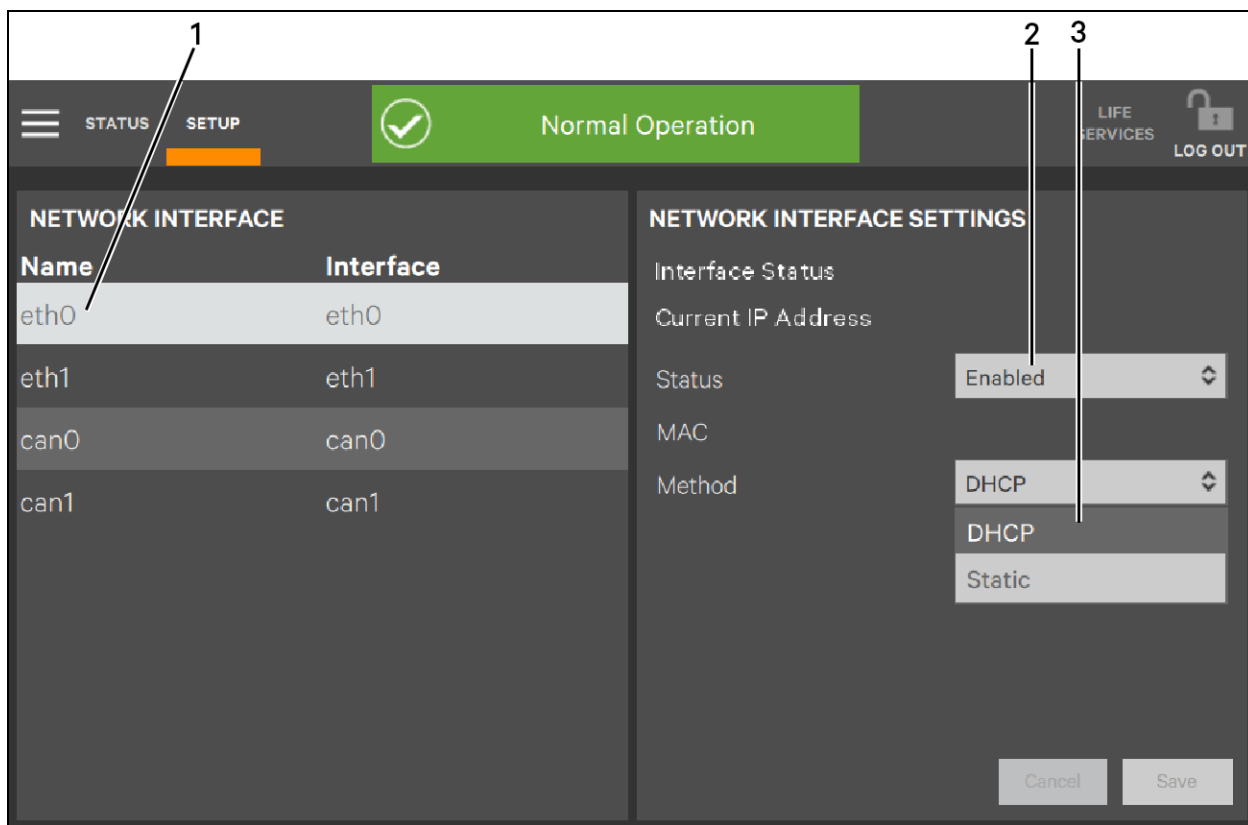 1 2 3
STATUS SETUP Normal Operation LIFE SERVICES LOG OUT
NETWORK INTERFACE
Name Interface
eth0 eth0
eth1 eth1
can0 can0
can1 can1
NETWORK INTERFACE SETTINGS
Interface Status
Current IP Address
Status Enabled
MAC
Method DHCP
DHCP
Static
Cancel Save